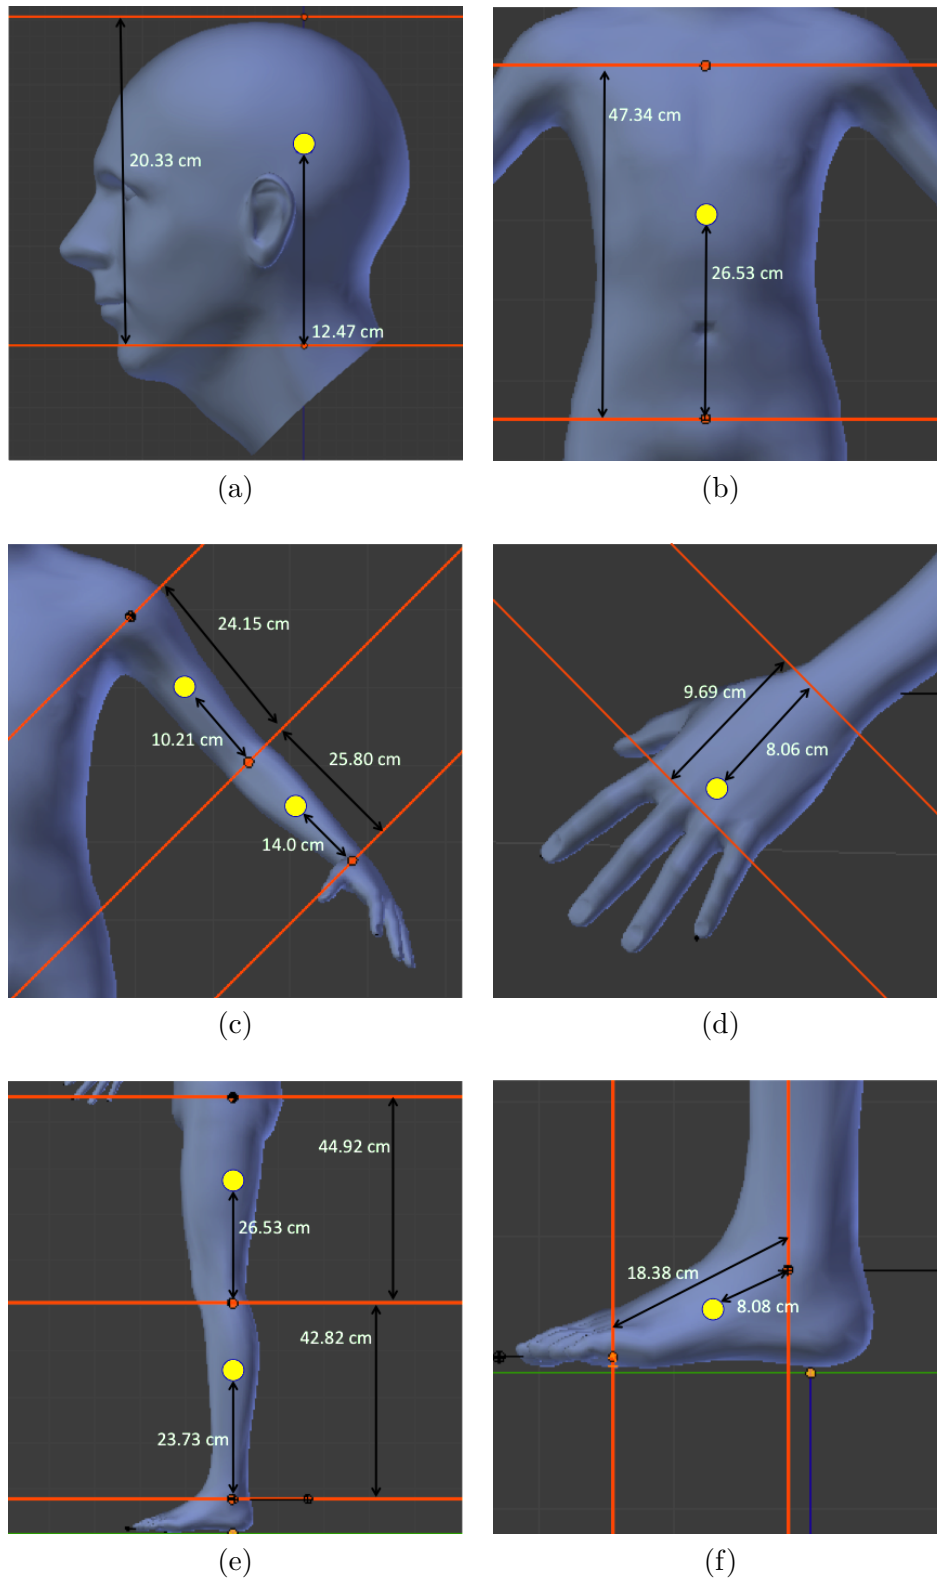 20.33 cm
12.47 cm
(a)
47.34 cm
26.53 cm
(b)
24.15 cm
10.21 cm
25.80 cm
14.0 cm
(c)
9.69 cm
8.06 cm
(d)
44.92 cm
26.53 cm
42.82 cm
23.73 cm
(e)
18.38 cm
8.08 cm
(f)